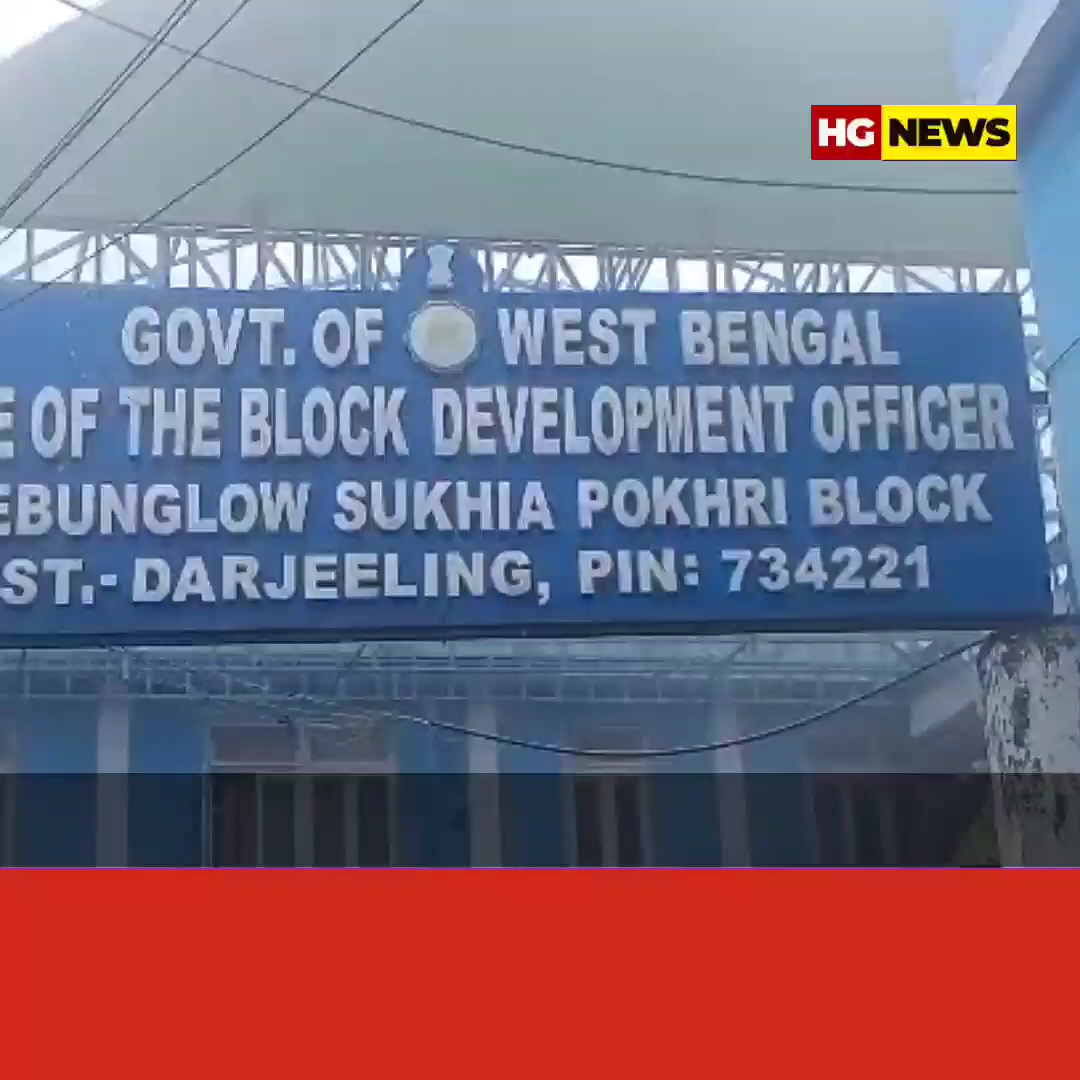 HG NEWS
GOVT. OF WEST BENGAL
E OF THE BLOCK DEVELOPMENT OFFICER
EBUNGLOW SUKHIA POKHRI BLOCK
ST.- DARJEELING, PIN: 734221